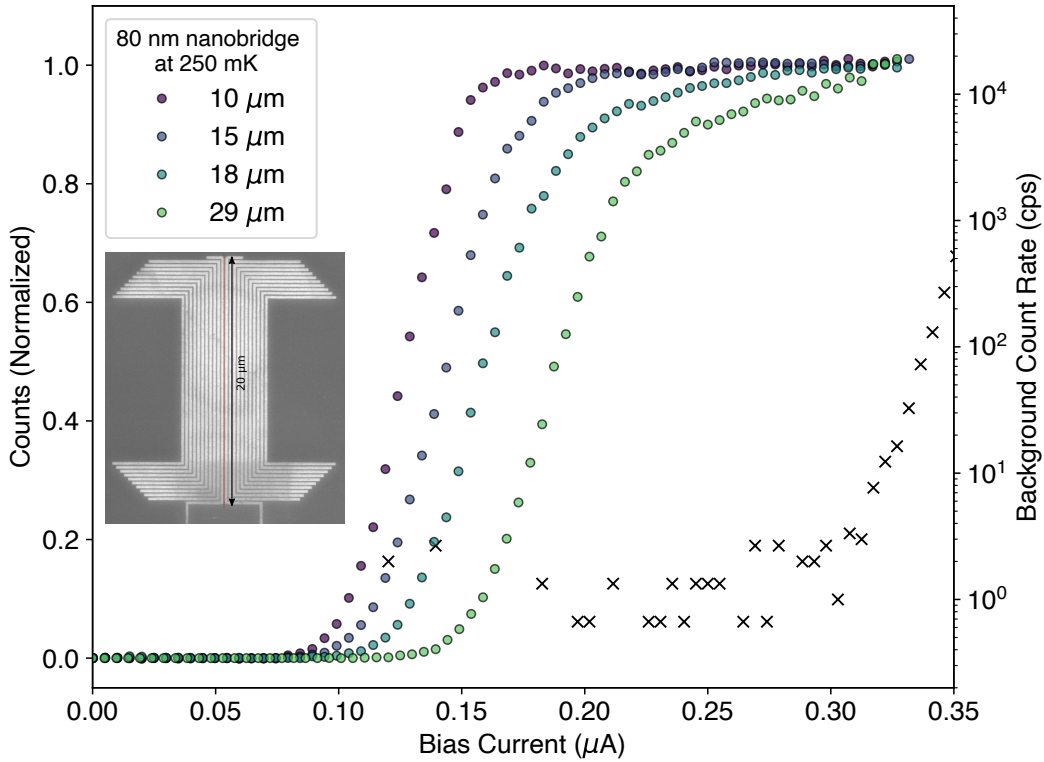 80 nm nanobridge
at 250 mK
10 μm
15 μm
18 μm
29 μm
20 μm
Counts (Normalized)
1.0
0.8
0.6
0.4
0.2
0.0
0.00
0.05
0.10
0.15
0.20
0.25
0.30
0.35
Bias Current (μA)
10⁴
10³
10²
10¹
10⁰
Background Count Rate (cps)